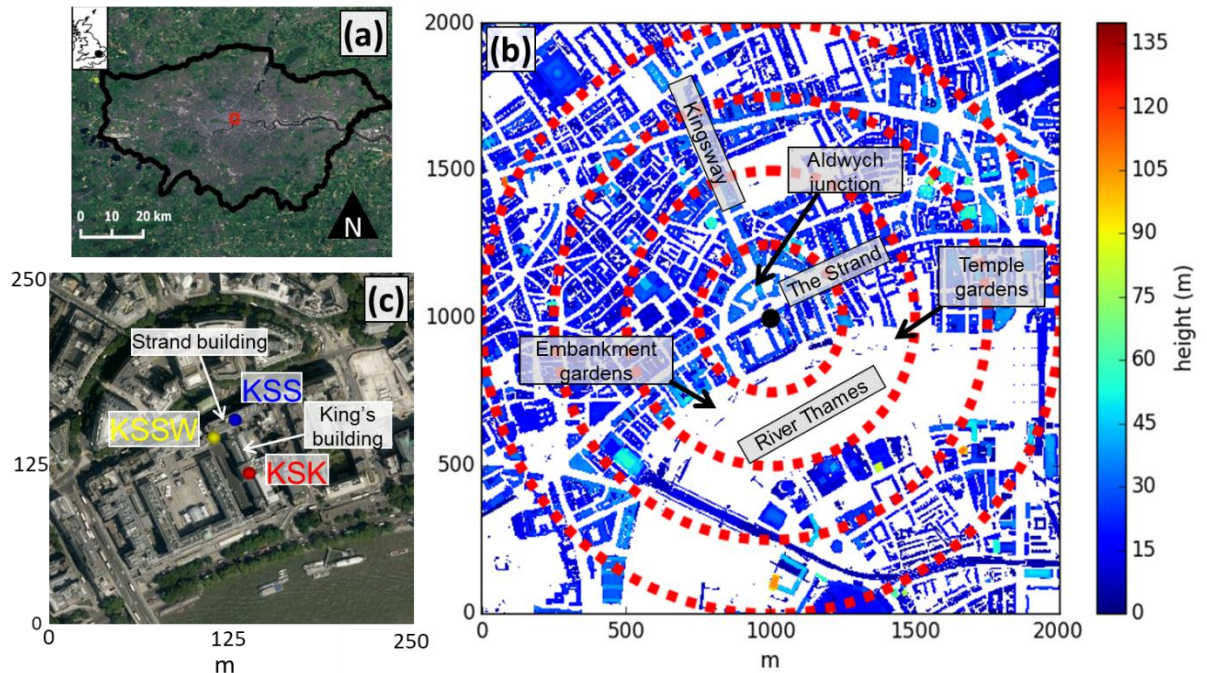 (a)
0 10 20 km
N
250
(c)
Strand building
KSS
KSSW
King's
building
125
KSK
0
0
125
250
m
(b)
2000
1500
1000
500
0
Kingsway
Aldwych
junction
The Strand
Temple
gardens
Embankment
gardens
River Thames
0
500
1000
1500
2000
m
135
120
105
90
75
60
45
30
15
0
height (m)